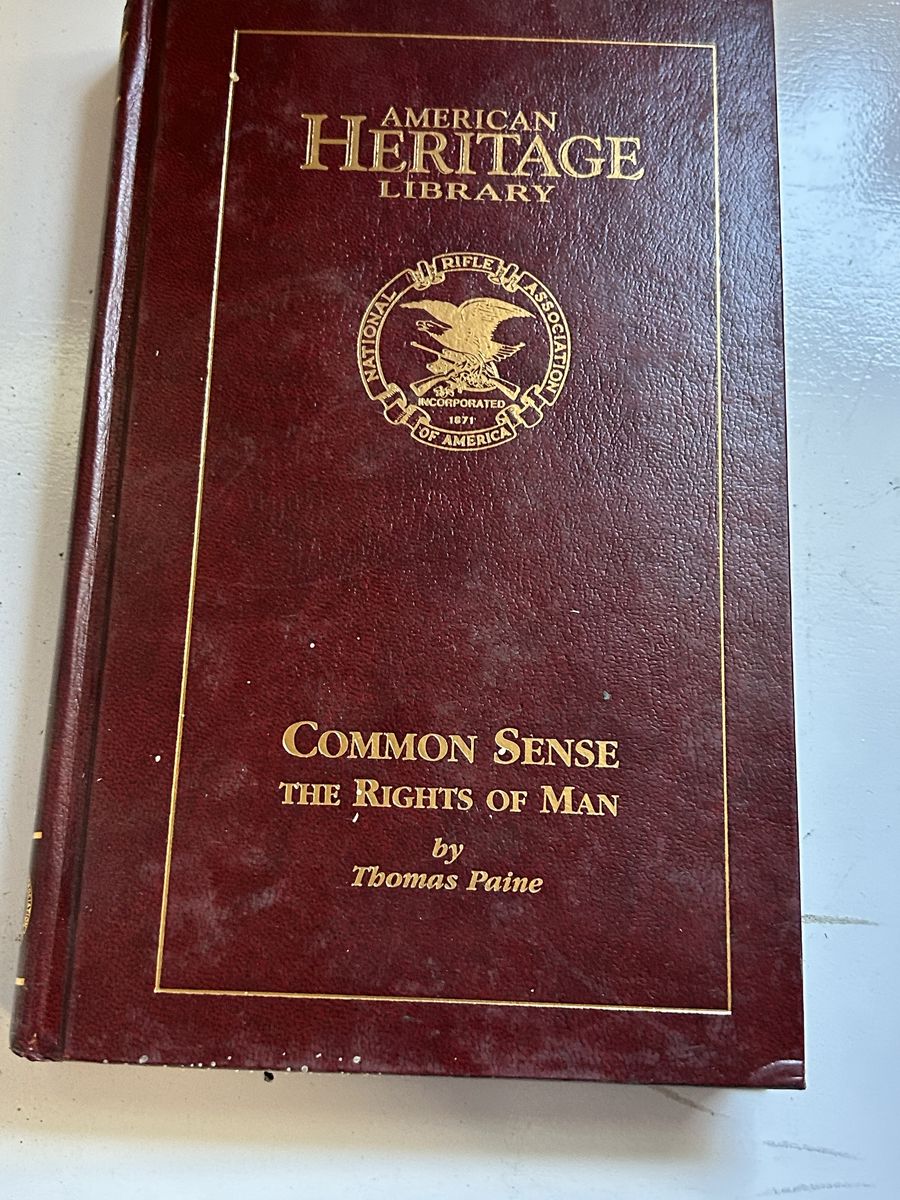 AMERICAN
HERITAGE
LIBRARY
NATIONAL RIFLE ASSOCIATION
INCORPORATED
1871
OF AMERICA
COMMON SENSE
THE RIGHTS OF MAN
by
Thomas Paine